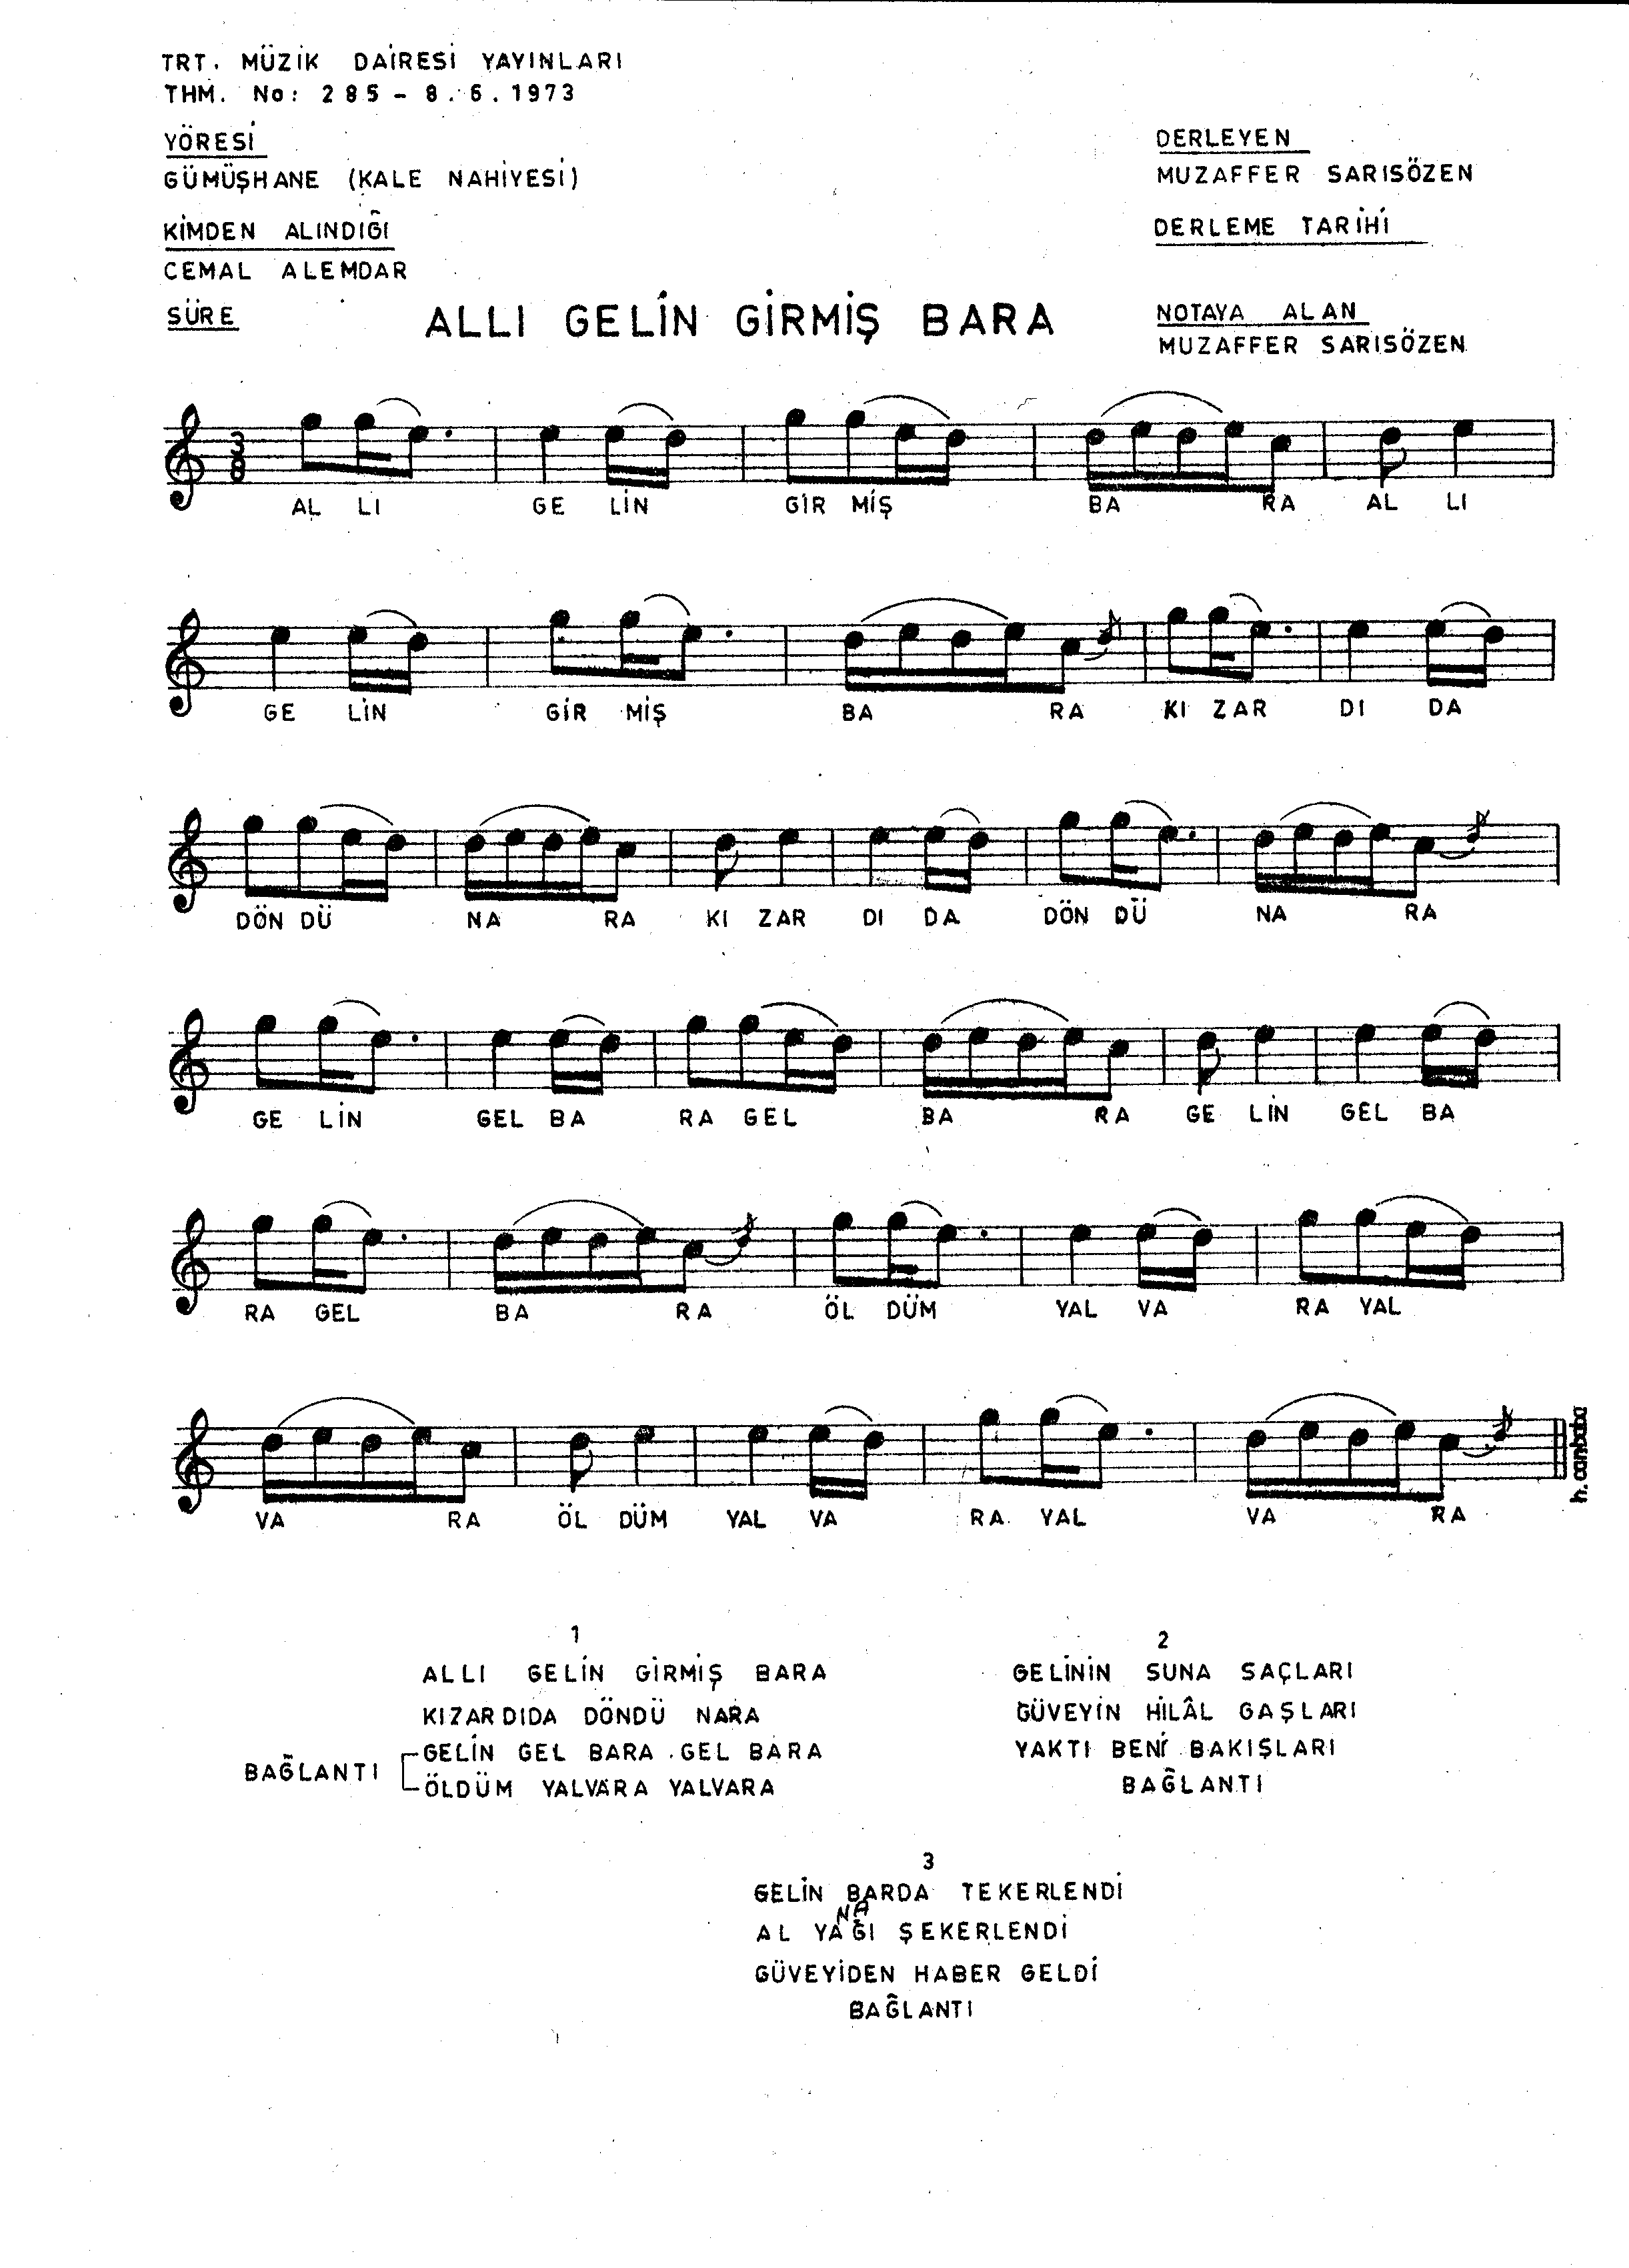 TRT. MÜZİK DAİRESİ YAYINLARI
THM. No: 285 - 8.6.1973
YÖRESİ
GÜMÜŞHANE (KALE NAHİYESİ)
KİMDEN ALINDIĞI
CEMAL ALEMDAR
SÜRE
DERLEYEN
MUZAFFER SARISÖZEN
DERLEME TARİHİ
NOTAYA ALAN
MUZAFFER SARISÖZEN
ALLI GELİN GİRMİŞ BARA
3
8
AL LI GE LİN GİR MİŞ BA RA AL LI
GE LİN GİR MİŞ BA RA KI ZAR DI DA
DÖN DÜ NA RA KI ZAR DI DA DÖN DÜ NA RA
GE LİN GEL BA RA GEL BA RA GE LİN GEL BA
RA GEL BA RA ÖL DÜM YAL VA RA YAL
VA RA ÖL DÜM YAL VA RA YAL VA RA
h. cambaba
1
ALLI GELİN GİRMİŞ BARA
KIZARDIDA DÖNDÜ NARA
BAĞLANTI
GELİN GEL BARA GEL BARA
ÖLDÜM YALVARA YALVARA
2
GELİNİN SUNA SAÇLARI
GÜVEYİN HİLÂL GAŞLARI
YAKTI BENİ BAKIŞLARI
BAĞLANTI
3
GELİN BARDA TEKERLENDİ
NA
AL YAĞI ŞEKERLENDİ
GÜVEYİDEN HABER GELDİ
BAĞLANTI